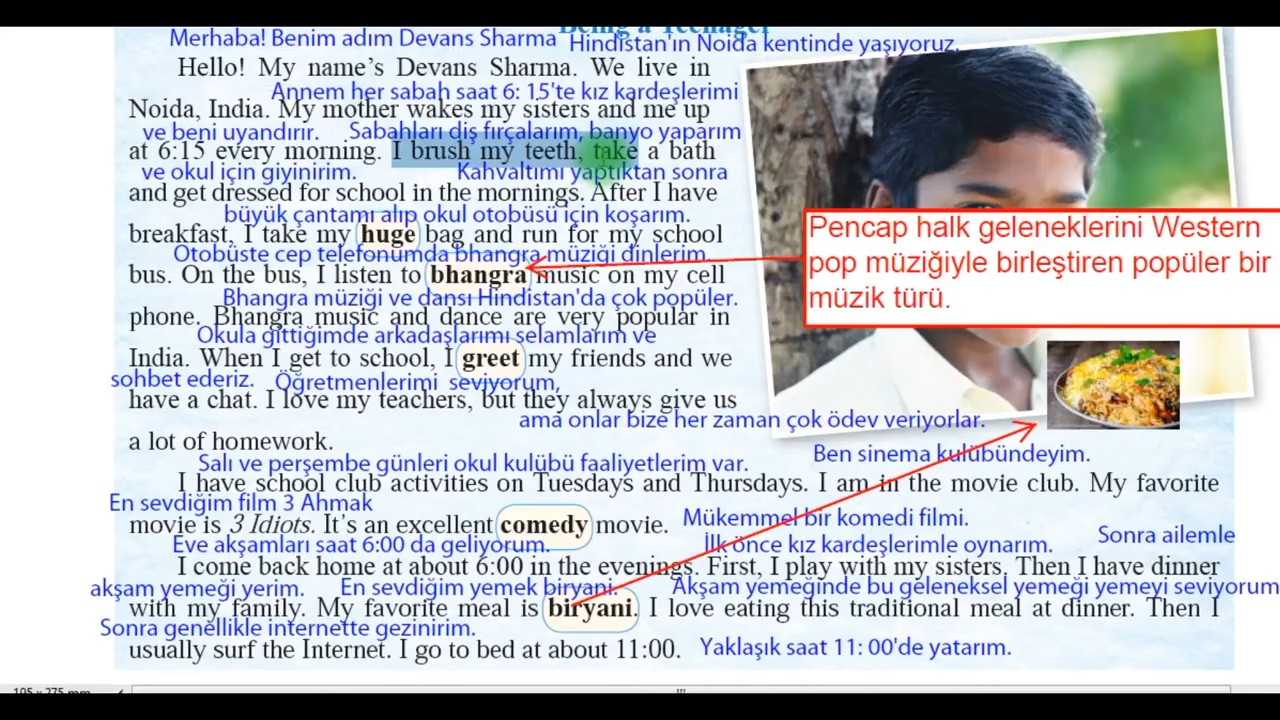 Being a Teenager
Merhaba! Benim adım Devans Sharma Hindistan'ın Noida kentinde yaşıyoruz.
Hello! My name's Devans Sharma. We live in
Annem her sabah saat 6: 15'te kız kardeşlerimi
Noida, India. My mother wakes my sisters and me up
ve beni uyandırır. Sabahları diş fırçalarım, banyo yaparım
at 6:15 every morning. I brush my teeth, take a bath
ve okul için giyinirim. Kahvaltımı yaptıktan sonra
and get dressed for school in the mornings. After I have
büyük çantamı alıp okul otobüsü için koşarım.
breakfast, I take my huge bag and run for my school
Otobüste cep telefonumda bhangra müziği dinlerim.
bus. On the bus, I listen to bhangra music on my cell
Bhangra müziği ve dansı Hindistan'da çok popüler.
phone. Bhangra music and dance are very popular in
Okula gittiğimde arkadaşlarımı selamlarım ve
India. When I get to school, I greet my friends and we
sohbet ederiz. Öğretmenlerimi seviyorum,
have a chat. I love my teachers, but they always give us
ama onlar bize her zaman çok ödev veriyorlar.
a lot of homework.
Pencap halk geleneklerini Western
pop müziğiyle birleştiren popüler bir
müzik türü.
Salı ve perşembe günleri okul kulübü faaliyetlerim var. Ben sinema kulübündeyim.
I have school club activities on Tuesdays and Thursdays. I am in the movie club. My favorite
En sevdiğim film 3 Ahmak
movie is 3 Idiots. It's an excellent comedy movie. Mükemmel bir komedi filmi.
Eve akşamları saat 6:00 da geliyorum. İlk önce kız kardeşlerimle oynarım. Sonra ailemle
I come back home at about 6:00 in the evenings. First, I play with my sisters. Then I have dinner
akşam yemeği yerim. En sevdiğim yemek biryani. Akşam yemeğinde bu geleneksel yemeği yemeyi seviyorum
with my family. My favorite meal is biryani. I love eating this traditional meal at dinner. Then I
Sonra genellikle internette gezinirim.
usually surf the Internet. I go to bed at about 11:00. Yaklaşık saat 11: 00'de yatarım.
195 x 275 mm